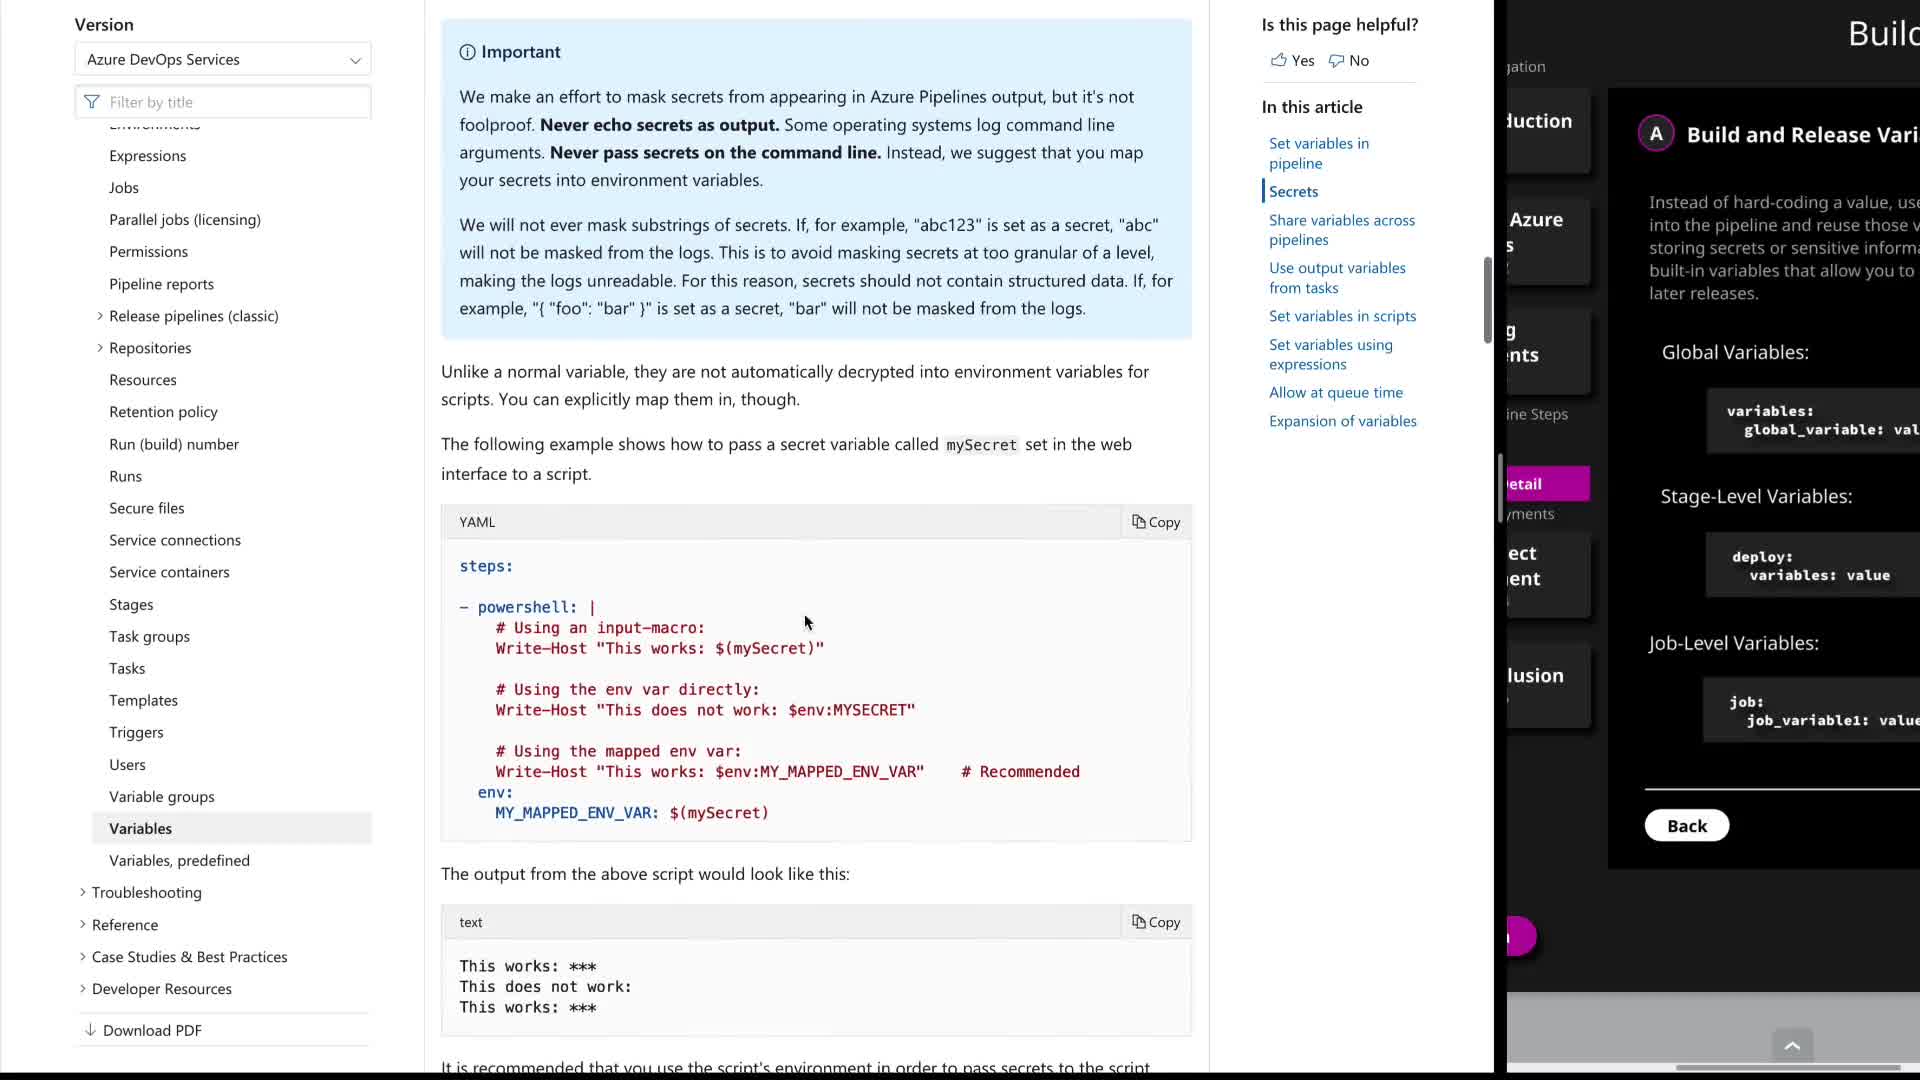 Version
Azure DevOps Services
Filter by title
Environments
Expressions
Jobs
Parallel jobs (licensing)
Permissions
Pipeline reports
Release pipelines (classic)
Repositories
Resources
Retention policy
Run (build) number
Runs
Secure files
Service connections
Service containers
Stages
Task groups
Tasks
Templates
Triggers
Users
Variable groups
Variables
Variables, predefined
Troubleshooting
Reference
Case Studies & Best Practices
Developer Resources
Download PDF
Important
We make an effort to mask secrets from appearing in Azure Pipelines output, but it's not
foolproof. Never echo secrets as output. Some operating systems log command line
arguments. Never pass secrets on the command line. Instead, we suggest that you map
your secrets into environment variables.
We will not ever mask substrings of secrets. If, for example, "abc123" is set as a secret, "abc"
will not be masked from the logs. This is to avoid masking secrets at too granular of a level,
making the logs unreadable. For this reason, secrets should not contain structured data. If, for
example, "{ "foo": "bar" }" is set as a secret, "bar" will not be masked from the logs.
Unlike a normal variable, they are not automatically decrypted into environment variables for
scripts. You can explicitly map them in, though.
The following example shows how to pass a secret variable called mySecret set in the web
interface to a script.
YAML
Copy
steps:
- powershell: |
# Using an input-macro:
Write-Host "This works: $(mySecret)"
# Using the env var directly:
Write-Host "This does not work: $env:MYSECRET"
# Using the mapped env var:
Write-Host "This works: $env:MY_MAPPED_ENV_VAR" # Recommended
env:
MY_MAPPED_ENV_VAR: $(mySecret)
The output from the above script would look like this:
text
Copy
This works: ***
This does not work:
This works: ***
It is recommended that you use the script's environment in order to pass secrets to the script
Is this page helpful?
Yes No
In this article
Set variables in
pipeline
Secrets
Share variables across
pipelines
Use output variables
from tasks
Set variables in scripts
Set variables using
expressions
Allow at queue time
Expansion of variables
Build
gation
duction
Azure
s
g
ents
ine Steps
etail
yments
ect
ent
lusion
A
Build and Release Vari
Instead of hard-coding a value, use
into the pipeline and reuse those v
storing secrets or sensitive informa
built-in variables that allow you to
later releases.
Global Variables:
variables:
global_variable: val
Stage-Level Variables:
deploy:
variables: value
Job-Level Variables:
job:
job_variable1: value
Back